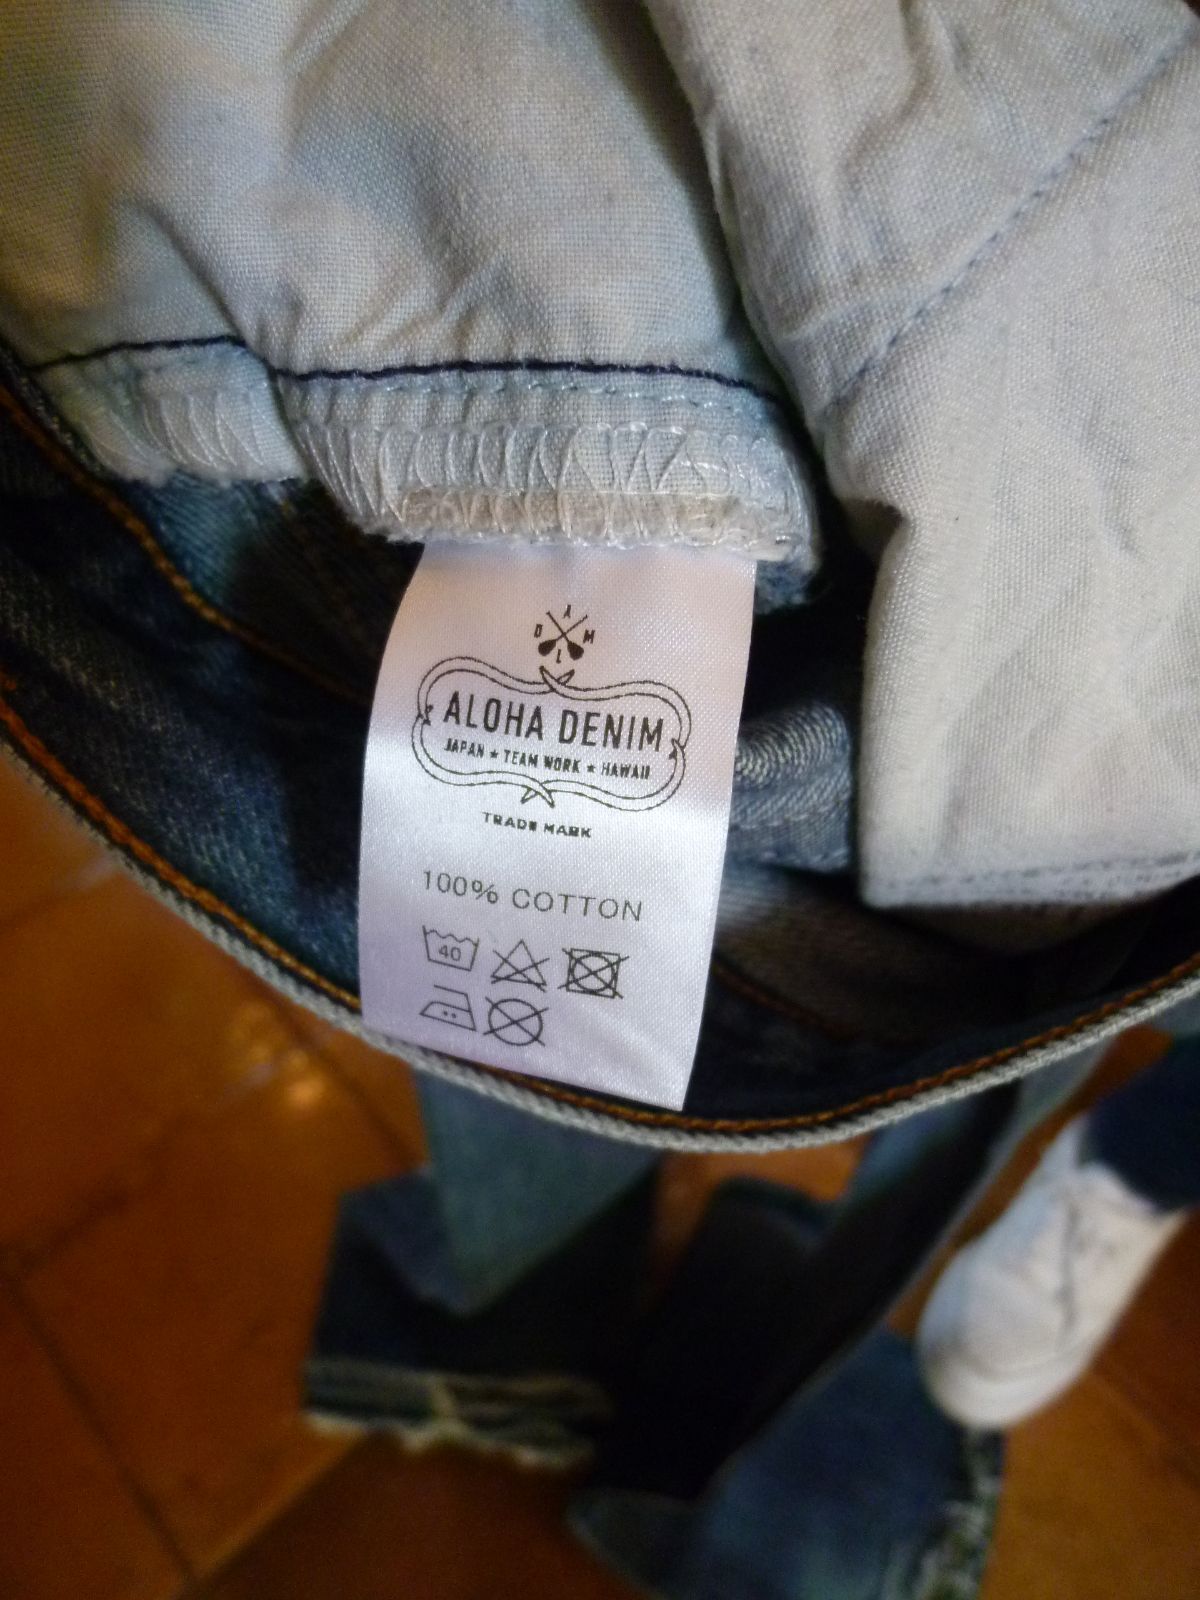 A
D M
L
ALOHA DENIM
JAPAN ★ TEAM WORK ★ HAWAII
TRADE MARK
100% COTTON
40